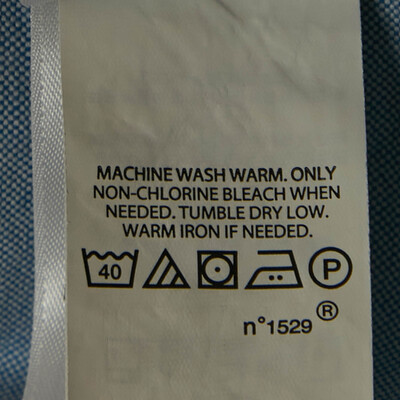 MACHINE WASH WARM. ONLY
NON-CHLORINE BLEACH WHEN
NEEDED. TUMBLE DRY LOW.
WARM IRON IF NEEDED.
40 P
n°1529 ®